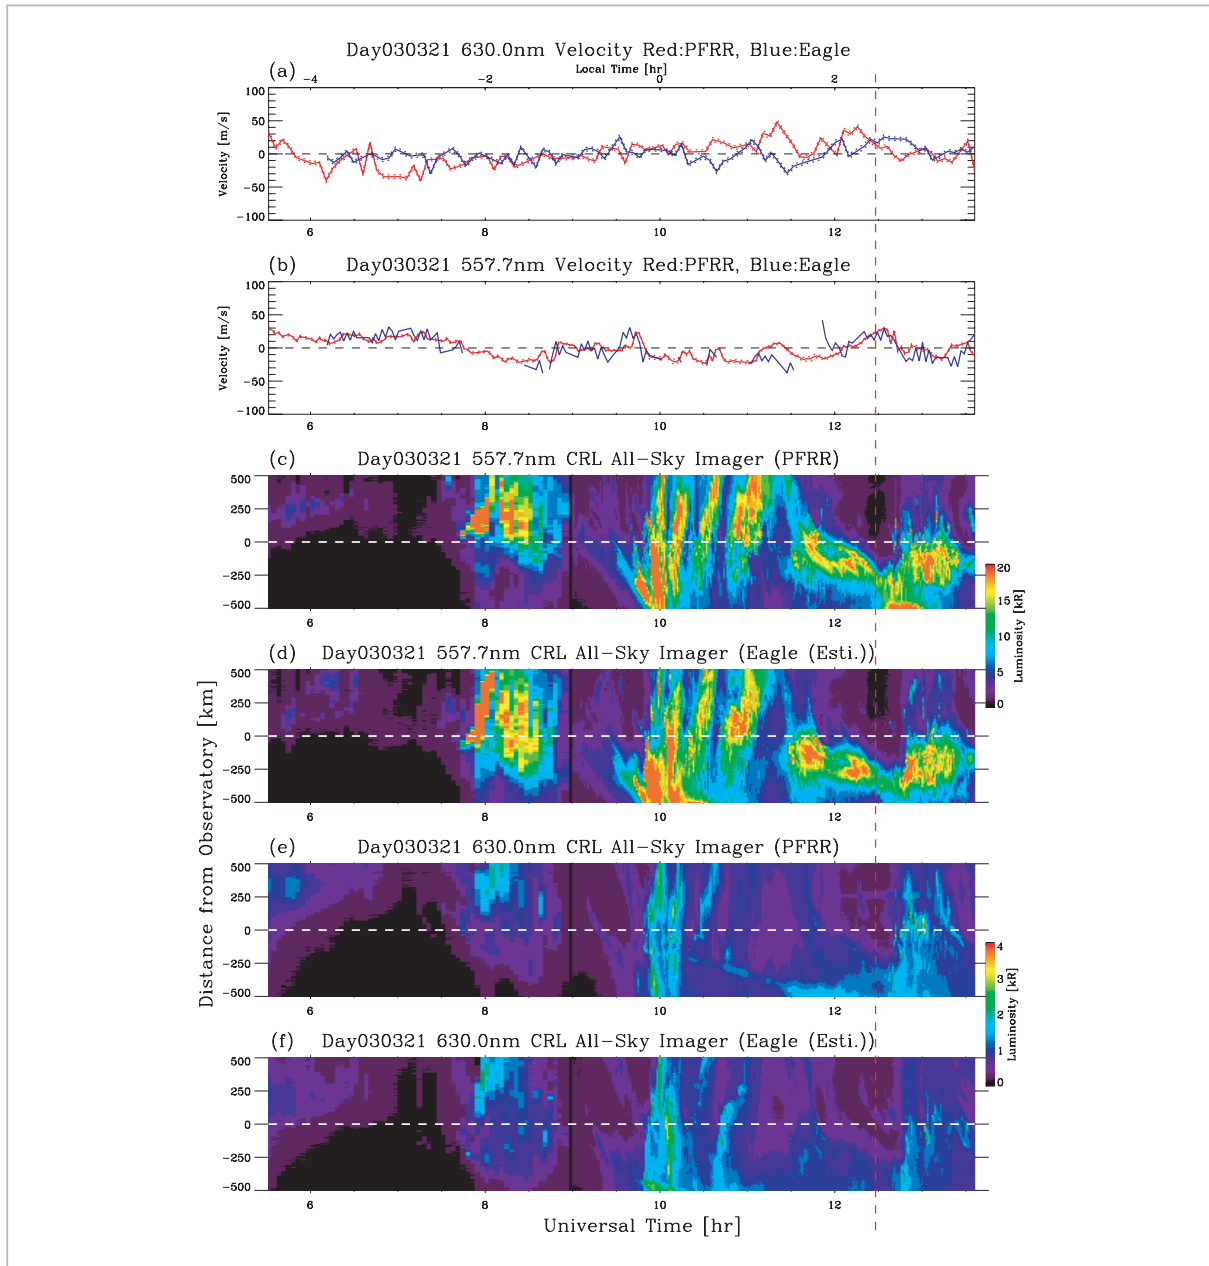 Day030321 630.0nm Velocity Red:PFRR, Blue:Eagle
(a)
Local Time [hr]
-4 -2 0 2
Velocity [m/s]
100
50
0
-50
-100
6 8 10 12
(b) Day030321 557.7nm Velocity Red:PFRR, Blue:Eagle
Velocity [m/s]
100
50
0
-50
-100
6 8 10 12
(c) Day030321 557.7nm CRL All-Sky Imager (PFRR)
500
250
0
-250
-500
6 8 10 12
(d) Day030321 557.7nm CRL All-Sky Imager (Eagle (Esti.))
500
250
0
-250
-500
6 8 10 12
20
15
10
5
0
Luminosity [kR]
Distance from Observatory [km]
(e) Day030321 630.0nm CRL All-Sky Imager (PFRR)
500
250
0
-250
-500
6 8 10 12
(f) Day030321 630.0nm CRL All-Sky Imager (Eagle (Esti.))
500
250
0
-250
-500
6 8 10 12
4
3
2
1
0
Luminosity [kR]
Universal Time [hr]